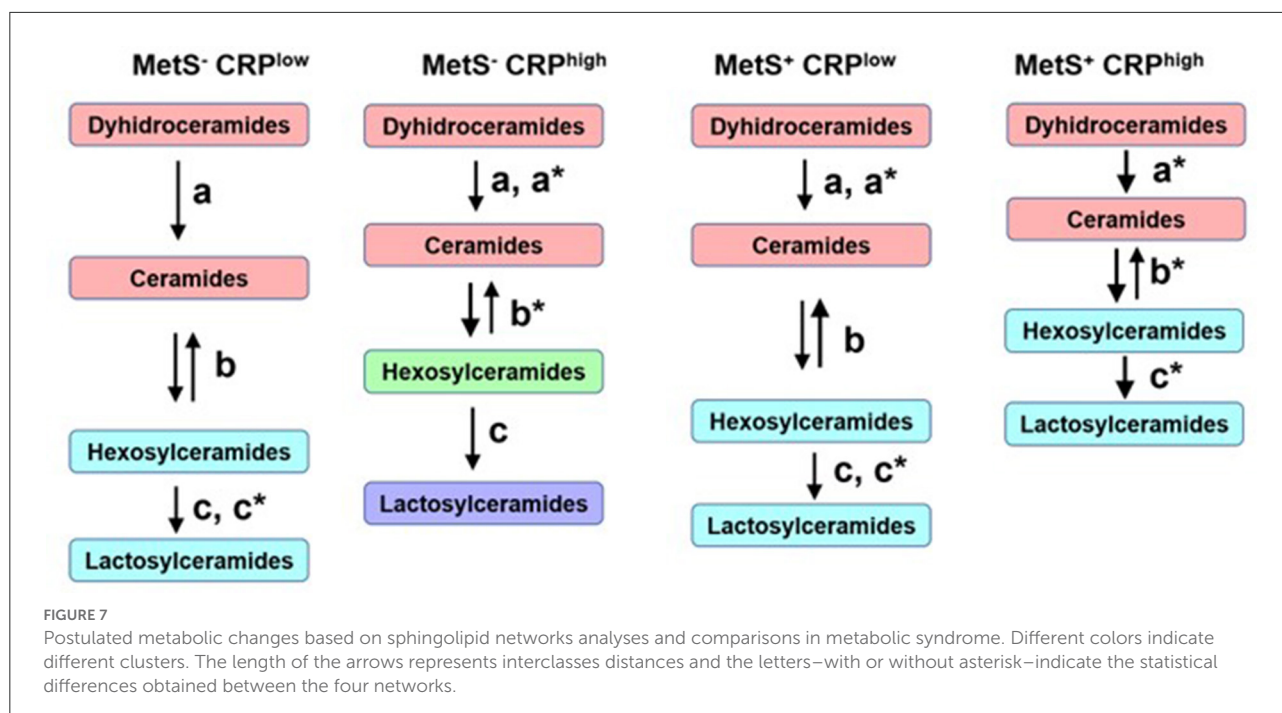 MetS- CRPlow
Dyhidroceramides
a
Ceramides
b
Hexosylceramides
c, c*
Lactosylceramides
MetS- CRPhigh
Dyhidroceramides
a, a*
Ceramides
b*
Hexosylceramides
c
Lactosylceramides
MetS+ CRPlow
Dyhidroceramides
a, a*
Ceramides
b
Hexosylceramides
c, c*
Lactosylceramides
MetS+ CRPhigh
Dyhidroceramides
a*
Ceramides
b*
Hexosylceramides
c*
Lactosylceramides
FIGURE 7
Postulated metabolic changes based on sphingolipid networks analyses and comparisons in metabolic syndrome. Different colors indicate
different clusters. The length of the arrows represents interclasses distances and the letters–with or without asterisk–indicate the statistical
differences obtained between the four networks.